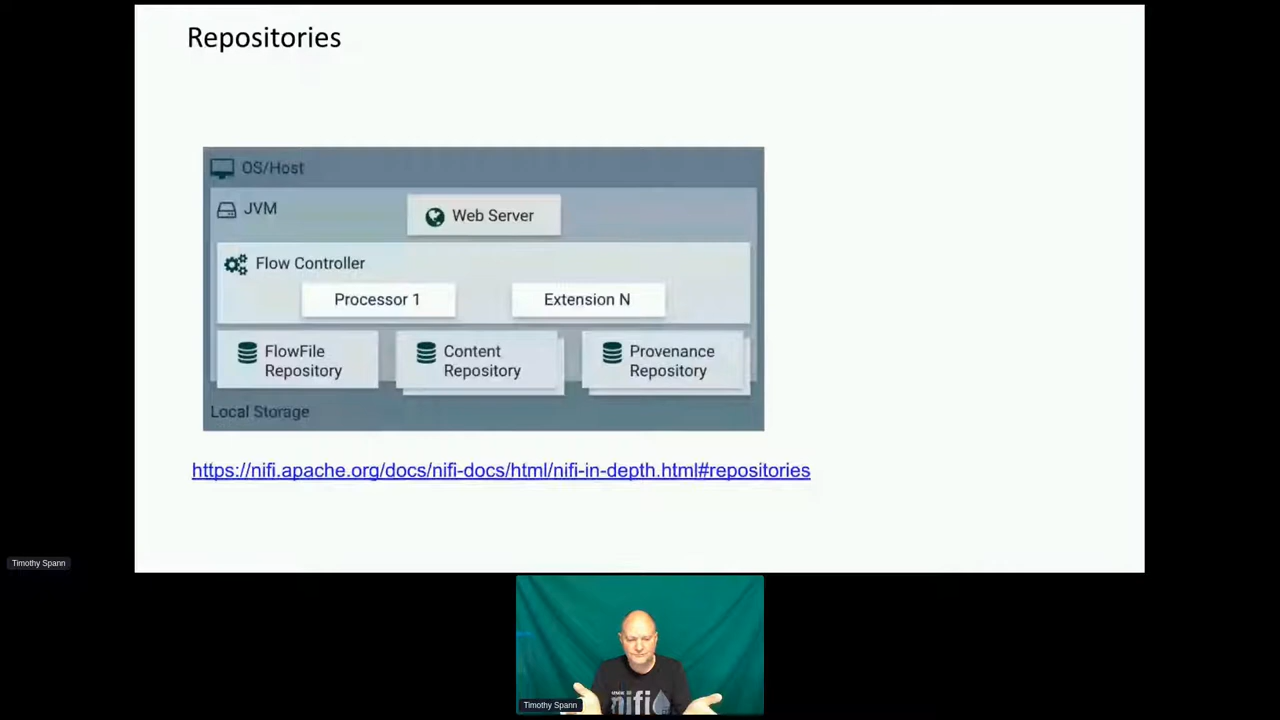 Repositories
OS/Host
JVM
Web Server
Flow Controller
Processor 1
Extension N
FlowFile
Repository
Content
Repository
Provenance
Repository
Local Storage
https://nifi.apache.org/docs/nifi-docs/html/nifi-in-depth.html#repositories
Timothy Spann
nifi
Timothy Spann